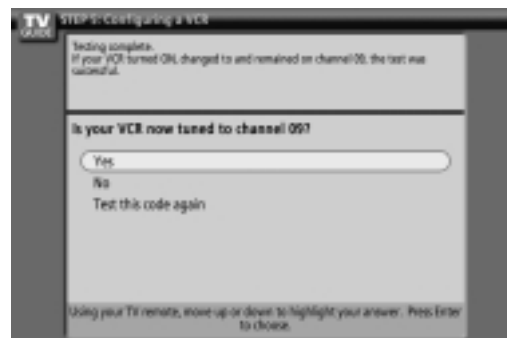 TV GUIDE
STEP 5: Configuring a VCR
Testing complete.
If your VCR turned ON, changed to and remained on channel 09, the test was
successful.
Is your VCR now tuned to channel 09?
Yes
No
Test this code again
Using your TV remote, move up or down to highlight your answer. Press Enter
to choose.